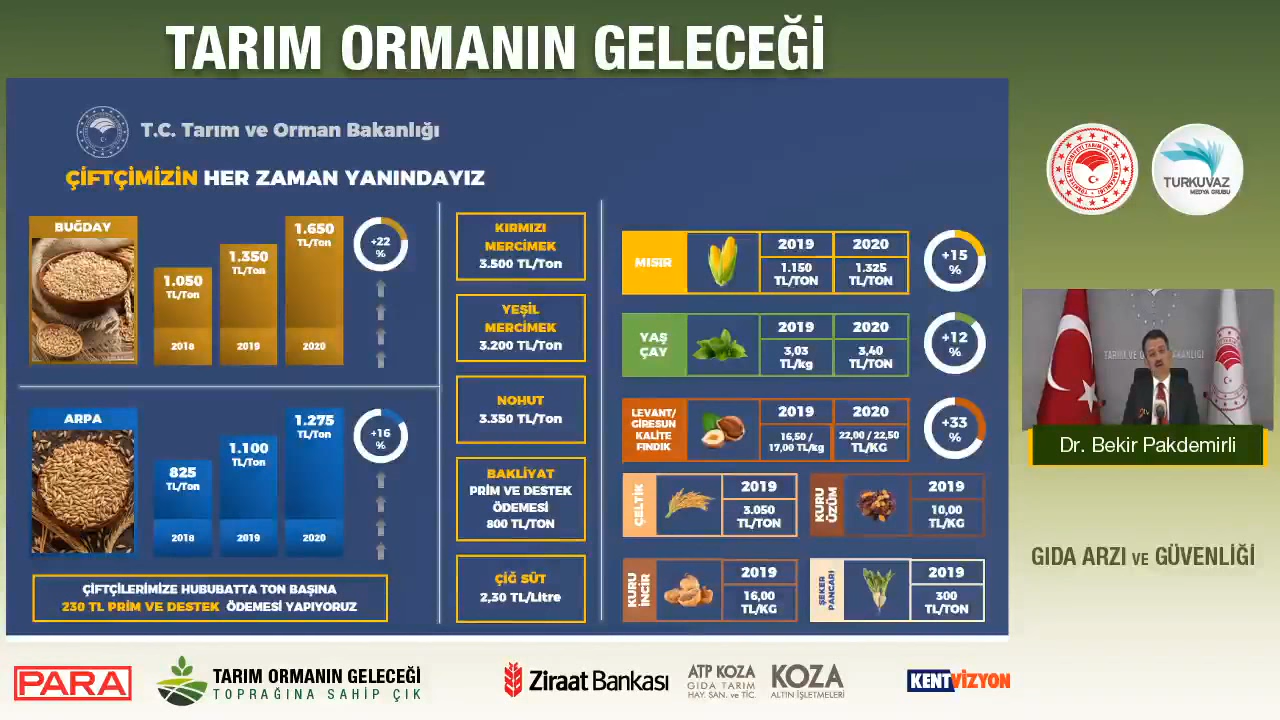 TARIM ORMANIN GELECEĞİ
T.C. Tarım ve Orman Bakanlığı
ÇİFTÇİMİZİN HER ZAMAN YANINDAYIZ
BUĞDAY
1.050
TL/Ton
2018
1.350
TL/Ton
2019
1.650
TL/Ton
2020
+22
%
ARPA
825
TL/Ton
2018
1.100
TL/Ton
2019
1.275
TL/Ton
2020
+16
%
ÇİFTÇİLERİMİZE HUBUBATTA TON BAŞINA
230 TL PRİM VE DESTEK ÖDEMESİ YAPIYORUZ
KIRMIZI
MERCİMEK
3.500 TL/Ton
YEŞİL
MERCİMEK
3.200 TL/Ton
NOHUT
3.350 TL/Ton
BAKLİYAT
PRİM VE DESTEK
ÖDEMESİ
800 TL/TON
ÇİĞ SÜT
2,30 TL/Litre
MISIR
2019
1.150
TL/TON
2020
1.325
TL/TON
+15
%
YAŞ
ÇAY
2019
3,03
TL/kg
2020
3,40
TL/TON
+12
%
LEVANT/
GİRESUN
KALİTE
FINDIK
2019
16,50 /
17,00 TL/kg
2020
22,00 / 22,50
TL/KG
+33
%
ÇELTİK
2019
3.050
TL/TON
KURU
ÜZÜM
2019
10,00
TL/KG
KURU
İNCİR
2019
16,00
TL/KG
ŞEKER
PANCARI
2019
300
TL/TON
TURKUVAZ
MEDYA GRUBU
TARIM VE ORMAN BAKANLIĞI
Dr. Bekir Pakdemirli
GIDA ARZI VE GÜVENLİĞİ
PARA
TARIM ORMANIN GELECEĞİ
TOPRAĞINA SAHİP ÇIK
Ziraat Bankası
ATP KOZA
GIDA TARIM
HAY. SAN. ve TİC.
KOZA
ALTIN İŞLETMELERİ
KENTVİZYON